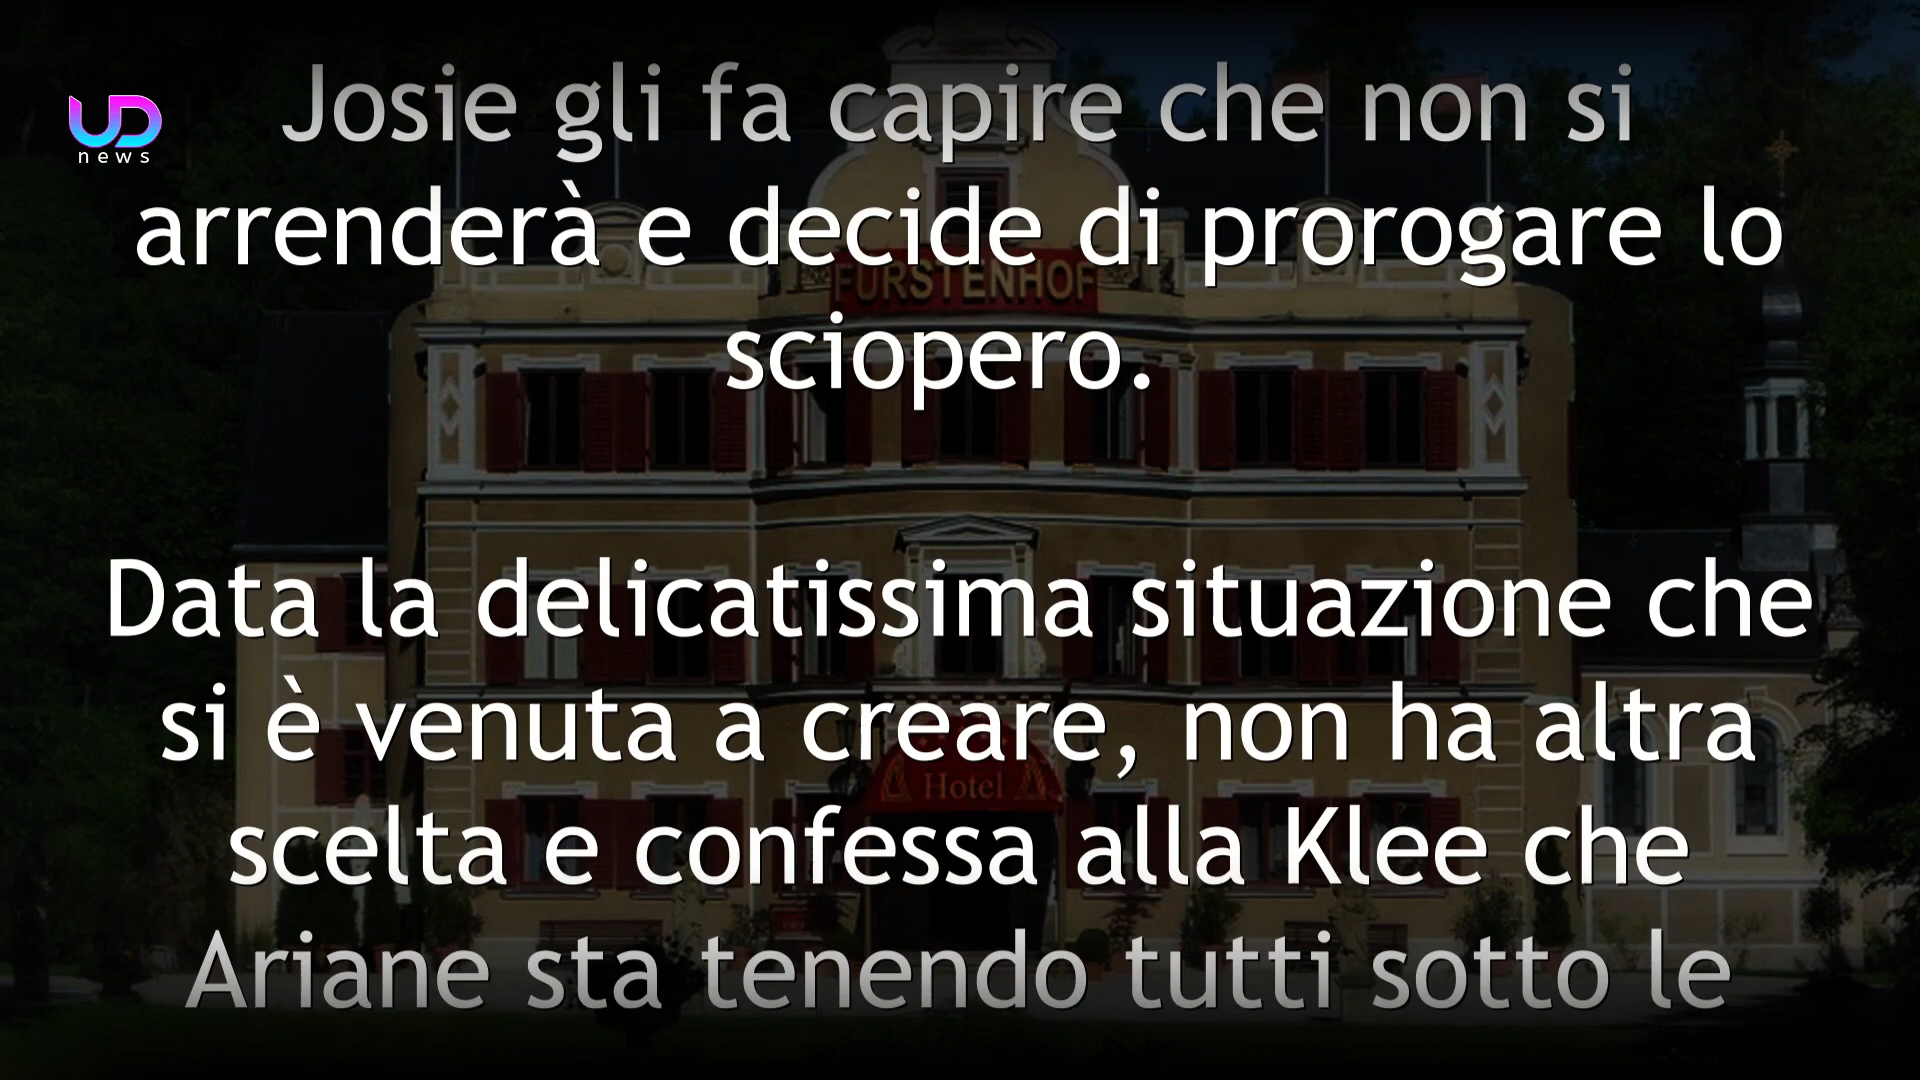 UD
news
Josie gli fa capire che non si
arrenderà e decide di prorogare lo
FÜRSTENHOF
sciopero.
Data la delicatissima situazione che
si è venuta a creare, non ha altra
Hotel
scelta e confessa alla Klee che
Ariane sta tenendo tutti sotto le